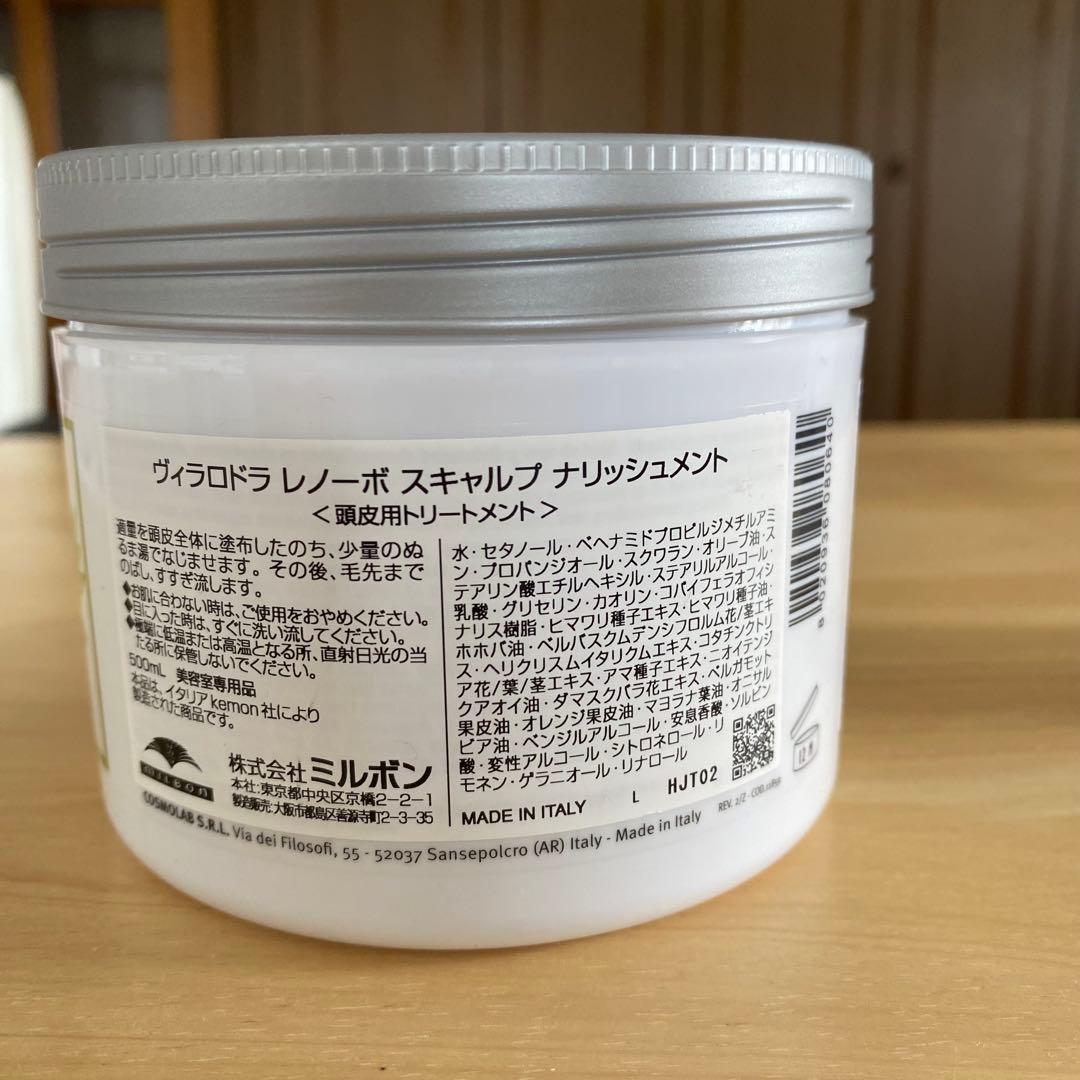 ヴィラロドラ レノーボ スキャルプ ナリッシュメント
＜頭皮用トリートメント＞
適量を頭皮全体に塗布したのち、少量のぬ
るま湯でなじませます。その後、毛先まで
のばし、すすぎ流します。
◆お肌に合わない時は、ご使用をおやめください。
◆目に入った時は、すぐに洗い流してください。
◆極端に低温または高温となる所、直射日光の当
たる所に保管しないでください。
500mL 美容室専用品
本品は、イタリアkemon社により
製造された商品です。
milbon
株式会社ミルボン
本社:東京都中央区京橋2-2-1
製造販売:大阪市都島区善源寺町2-3-35
水・セタノール・ベヘナミドプロピルジメチルアミ
ン・プロパンジオール・スクワラン・オリーブ油・ス
テアリン酸エチルヘキシル・ステアリルアルコール・
乳酸・グリセリン・カオリン・コパイフェラオフィシ
ナリス樹脂・ヒマワリ種子エキス・ヒマワリ種子油・
ホホバ油・ベルバスクムデンシフロルム花/茎エキ
ス・ヘリクリスムイタリクムエキス・コタチンクトリ
ア花/葉/茎エキス・アマ種子エキス・ニオイテンジ
クアオイ油・ダマスクバラ花エキス・ベルガモット
果皮油・オレンジ果皮油・マヨラナ葉油・オニサル
ビア油・ベンジルアルコール・安息香酸・ソルビン
酸・変性アルコール・シトロネロール・リ
モネン・ゲラニオール・リナロール
MADE IN ITALY L HJT02
COSMOLAB S.R.L. Via dei Filosofi, 55 - 52037 Sansepolcro (AR) Italy - Made in Italy
REV. 2/Z - COD.
8 020936 080640
12 M